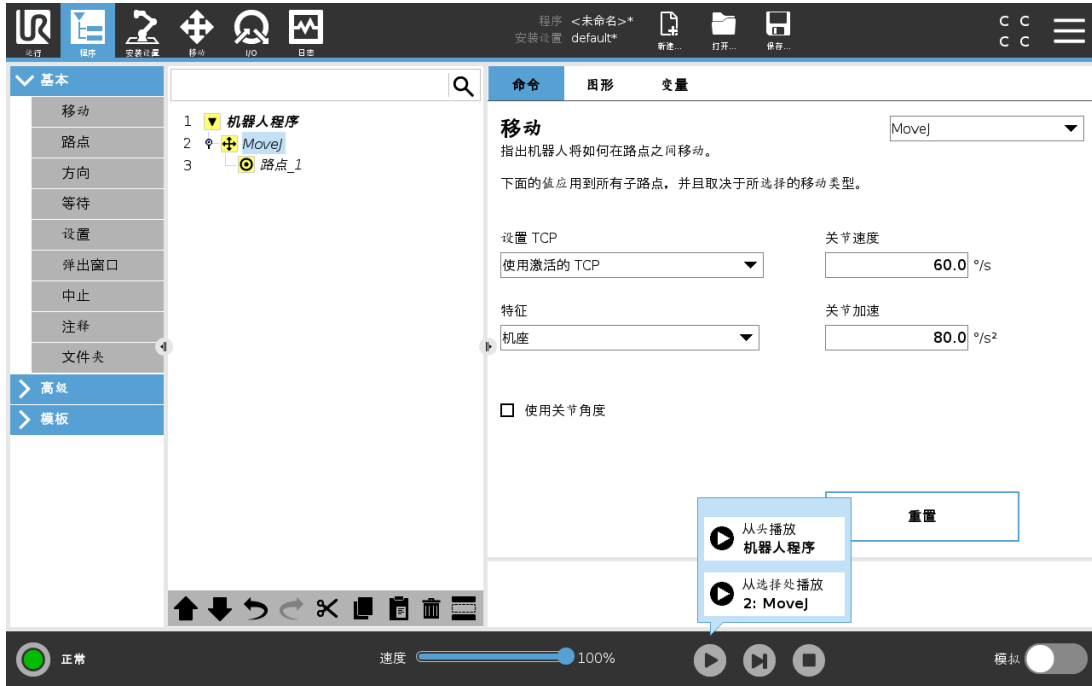 UR
运行
程序
安装设置
移动
I/O
日志
程序 <未命名>*
安装设置 default*
新建...
打开...
保存...
C C
C C
基本
移动
路点
方向
等待
设置
弹出窗口
中止
注释
文件夹
高级
模板
1 机器人程序
2 MoveJ
3 路点_1
命令
图形
变量
移动
MoveJ
指出机器人将如何在路点之间移动。
下面的值应用到所有子路点，并且取决于所选择的移动类型。
设置 TCP
关节速度
使用激活的 TCP
60.0 °/s
特征
关节加速
机座
80.0 °/s²
使用关节角度
重置
从头播放
机器人程序
从选择处播放
2: MoveJ
正常
速度
100%
模拟